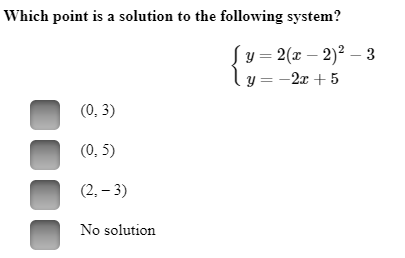 Which point is a solution to the following system?
{ y = 2(x – 2)² – 3
y = –2x + 5
(0, 3)
(0, 5)
(2, – 3)
No solution